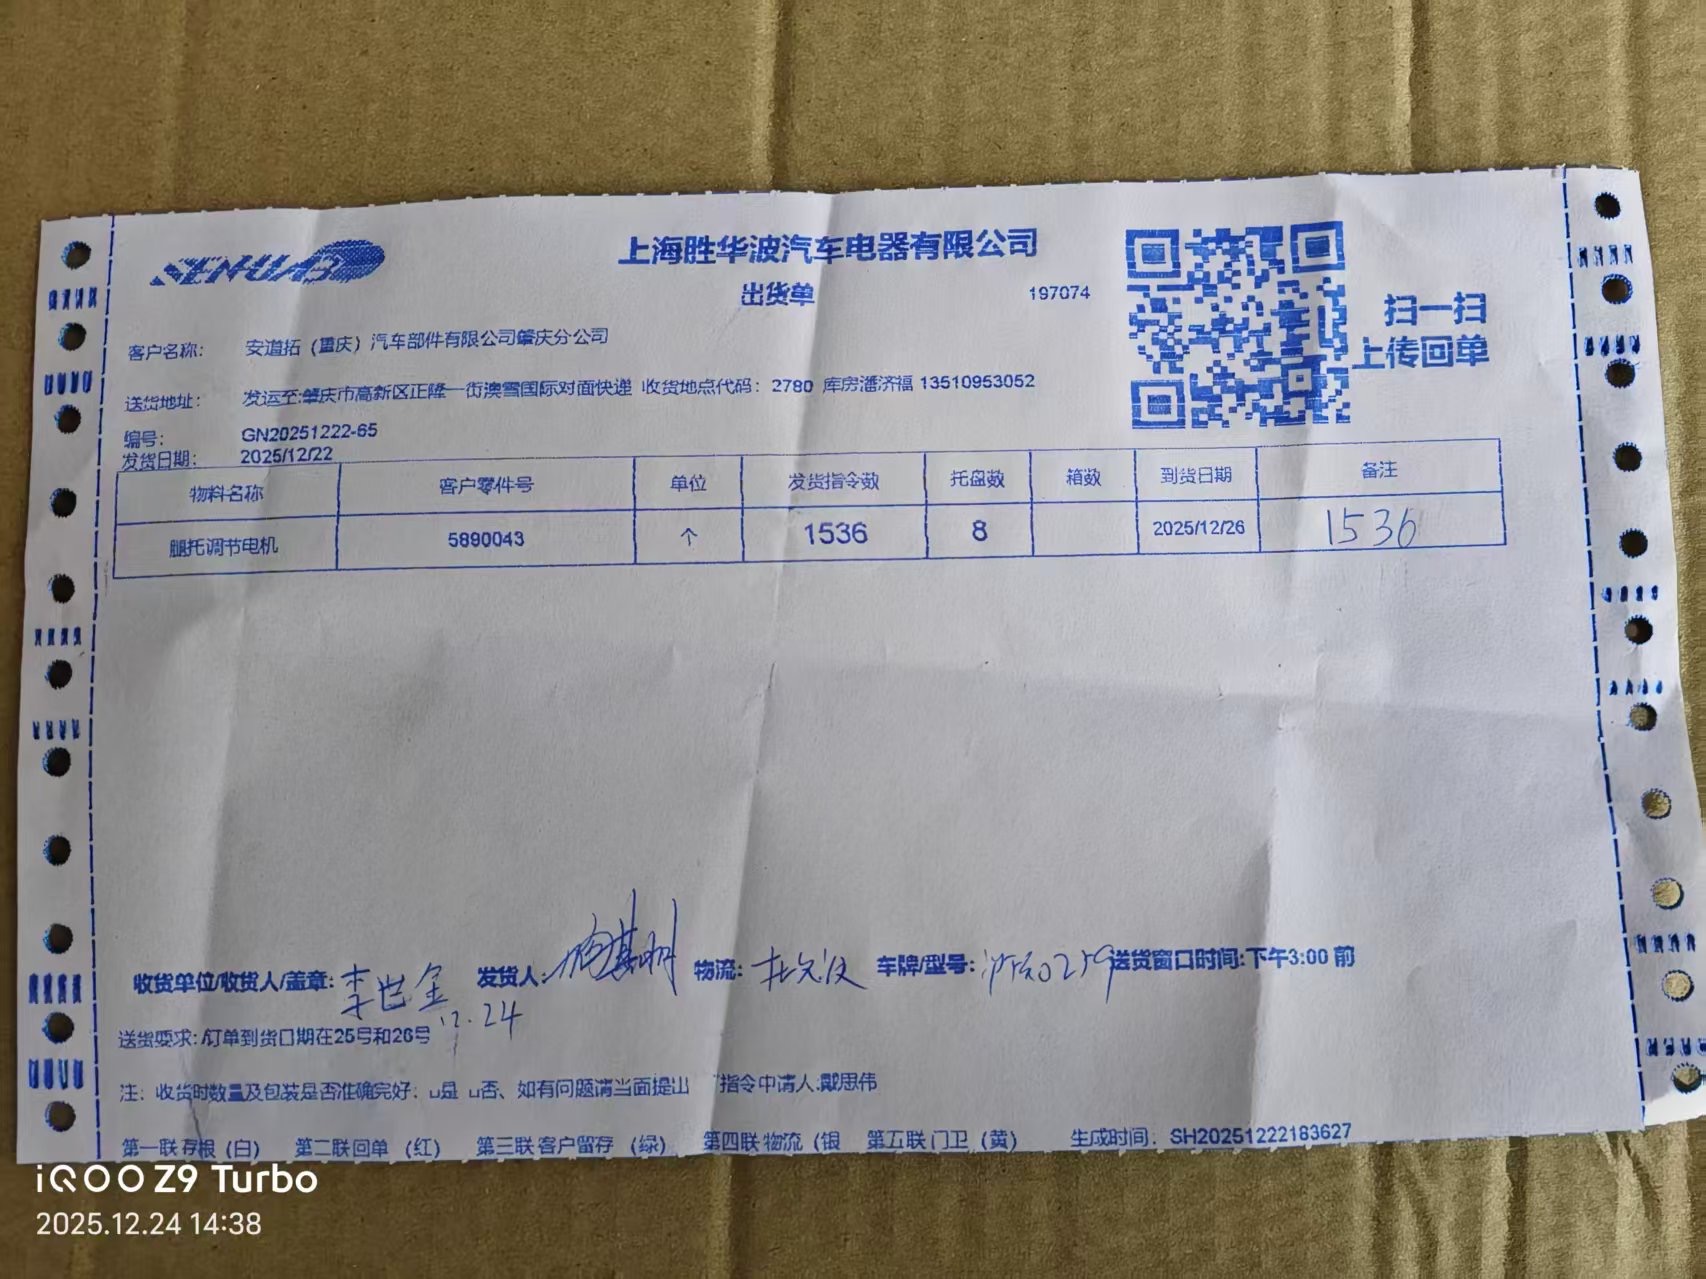 SENHUABO
上海胜华波汽车电器有限公司
出货单 197074
扫一扫
上传回单
客户名称： 安道拓（重庆）汽车部件有限公司肇庆分公司
送货地址： 发运至:肇庆市高新区正隆一街澳雪国际对面快递 收货地点代码：2780 库房潘济福 13510953052
编号： GN20251222-65
发货日期： 2025/12/22
物料名称 客户零件号 单位 发货指令数 托盘数 箱数 到货日期 备注
腿托调节电机 5890043 个 1536 8 2025/12/26 1536
收货单位/收货人/盖章: 李世金 发货人: 物流: 车牌/型号: 送货窗口时间:下午3:00 前
12.24
送货要求:订单到货日期在25号和26号
注：收货时数量及包装是否准确完好：□是 □否、如有问题请当面提出 指令申请人:戴思伟
第一联存根（白） 第二联回单（红） 第三联客户留存（绿） 第四联物流（银 第五联门卫（黄） 生成时间：SH20251222183627
iQOO Z9 Turbo
2025.12.24 14:38